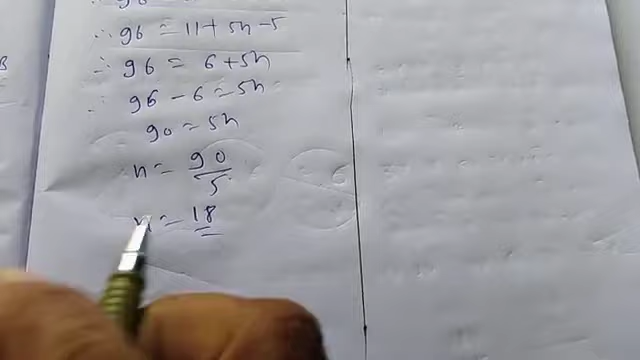 ∴ 96 = 11 + 5n - 5
∴ 96 = 6 + 5n
∴ 96 - 6 = 5n
90 = 5n
n = 90/5
n = 18